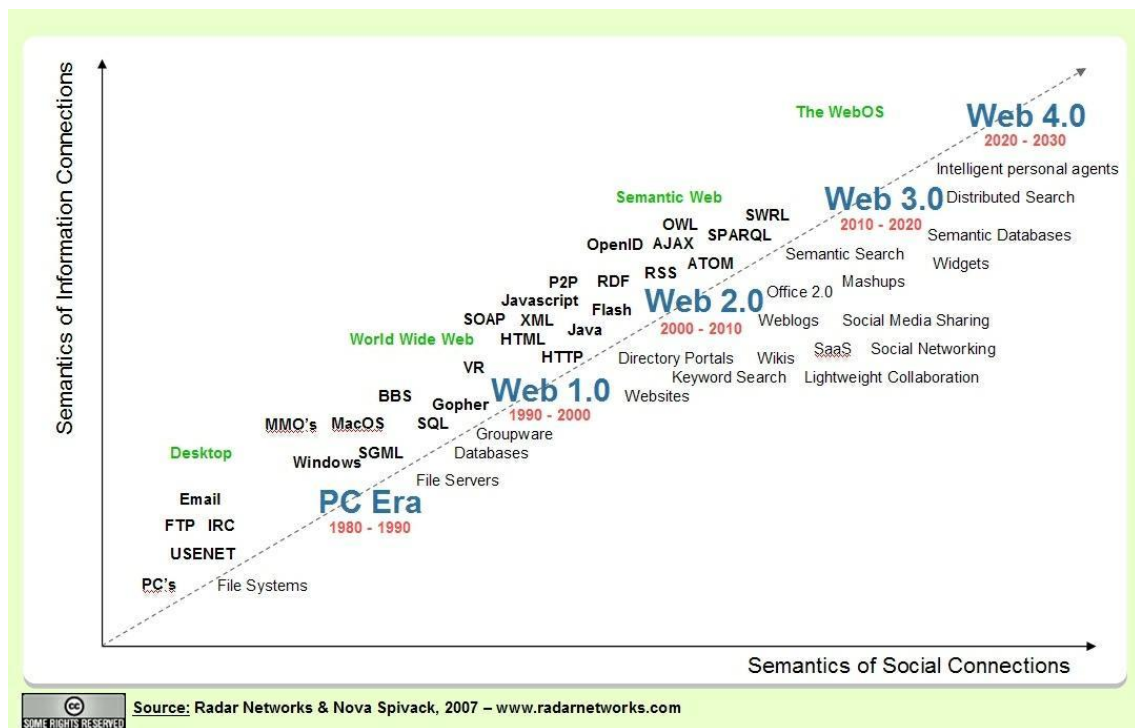 Semantics of Information Connections
The WebOS
Web 4.0
2020 - 2030
Intelligent personal agents
Semantic Web
Web 3.0
Distributed Search
2010 - 2020
SWRL
OWL
SPARQL
OpenID
AJAX
Semantic Databases
Semantic Search
Widgets
ATOM
RSS
P2P
RDF
Mashups
Office 2.0
Javascript
Flash
Web 2.0
2000 - 2010
SOAP
XML
Java
Weblogs
Social Media Sharing
World Wide Web
HTML
HTTP
Directory Portals
Wikis
SaaS
Social Networking
VR
Keyword Search
Lightweight Collaboration
Web 1.0
1990 - 2000
Websites
BBS
Gopher
MMO's
MacOS
SQL
Groupware
Desktop
Windows
SGML
Databases
File Servers
Email
PC Era
1980 - 1990
FTP
IRC
USENET
PC's
File Systems
Semantics of Social Connections
cc
SOME RIGHTS RESERVED
Source: Radar Networks & Nova Spivack, 2007 – www.radarnetworks.com